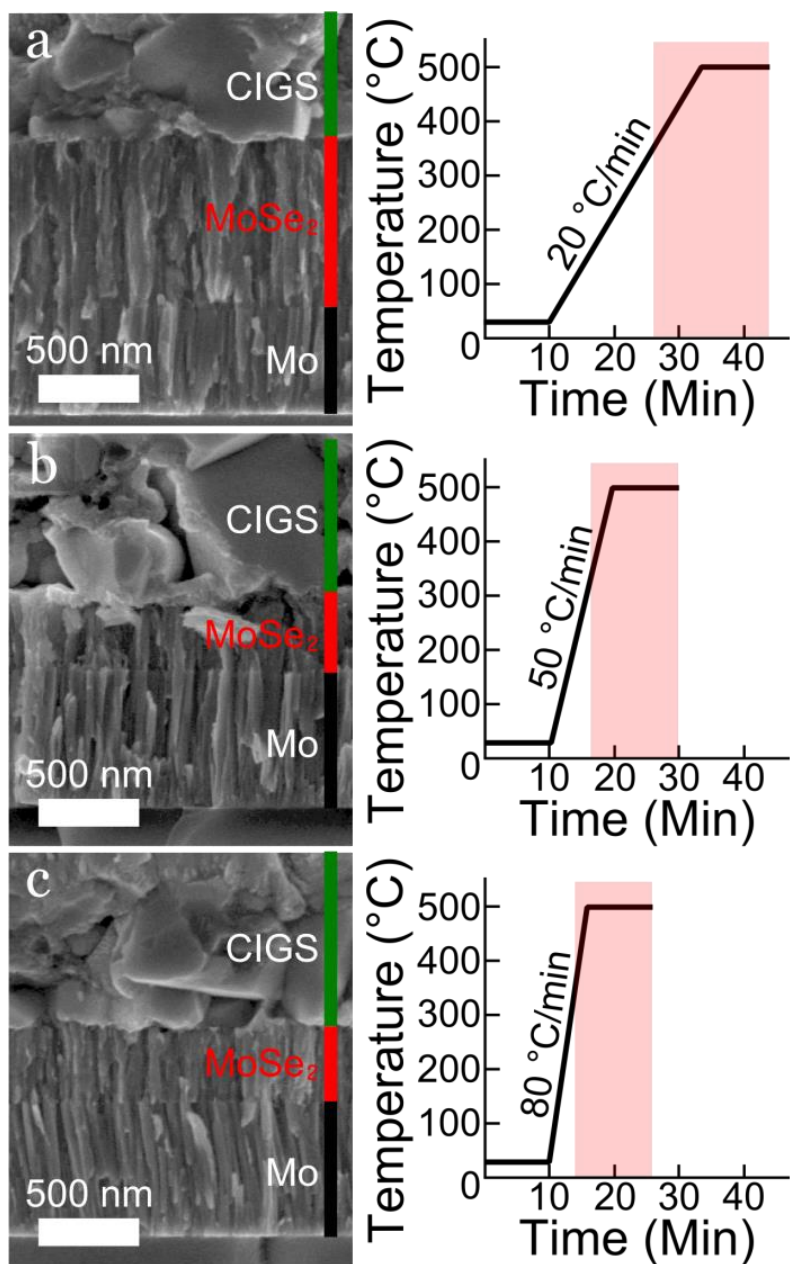 a
CIGS
MoSe₂
Mo
500 nm
Temperature (°C)
500
400
300
200
100
0
20 °C/min
10 20 30 40
Time (Min)
b
CIGS
MoSe₂
Mo
500 nm
Temperature (°C)
500
400
300
200
100
0
50 °C/min
10 20 30 40
Time (Min)
c
CIGS
MoSe₂
Mo
500 nm
Temperature (°C)
500
400
300
200
100
0
80 °C/min
10 20 30 40
Time (Min)